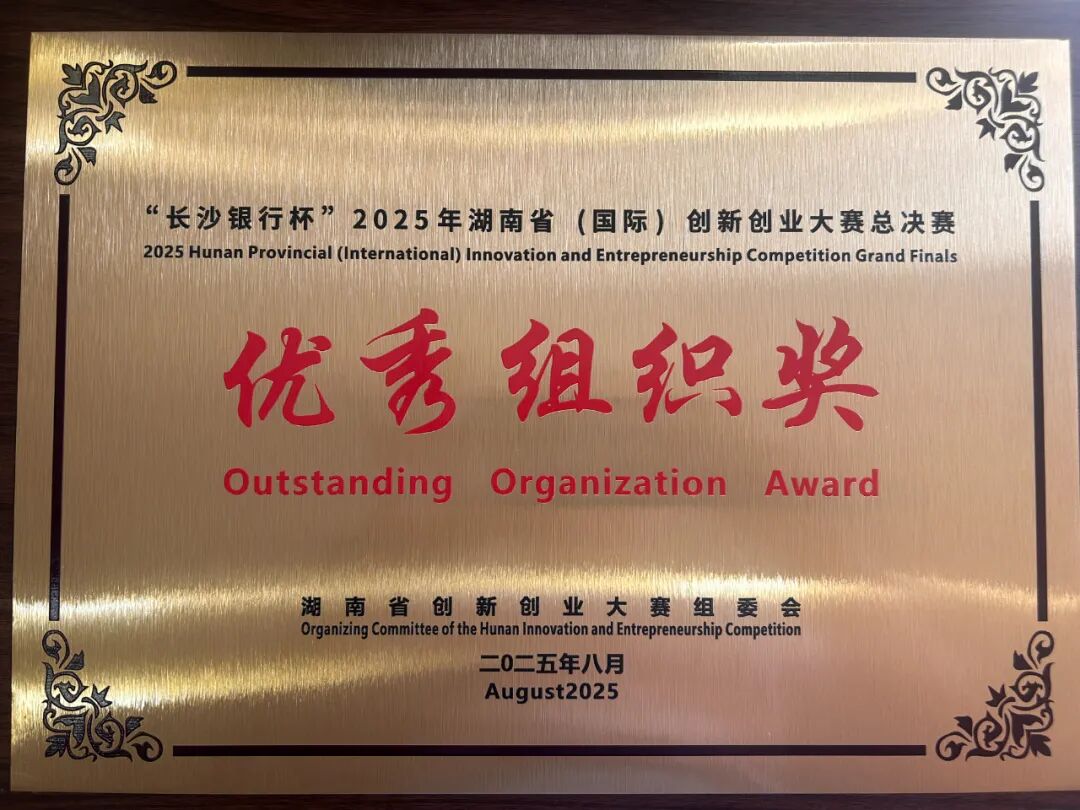 “长沙银行杯”2025年湖南省（国际）创新创业大赛总决赛
2025 Hunan Provincial (International) Innovation and Entrepreneurship Competition Grand Finals
优秀组织奖
Outstanding Organization Award
湖南省创新创业大赛组委会
Organizing Committee of the Hunan Innovation and Entrepreneurship Competition
二0二五年八月
August2025